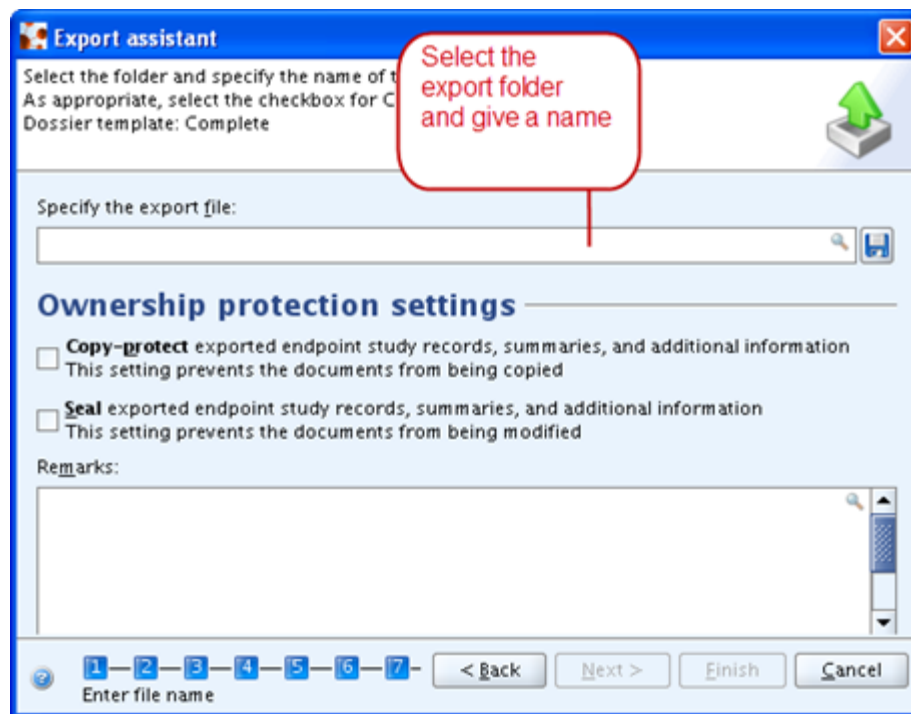 Export assistant
Select the folder and specify the name of t
As appropriate, select the checkbox for C
Dossier template: Complete
Select the
export folder
and give a name
Specify the export file:
Ownership protection settings
Copy-protect exported endpoint study records, summaries, and additional information
This setting prevents the documents from being copied
Seal exported endpoint study records, summaries, and additional information
This setting prevents the documents from being modified
Remarks:
1 2 3 4 5 6 7
< Back Next > Finish Cancel
Enter file name